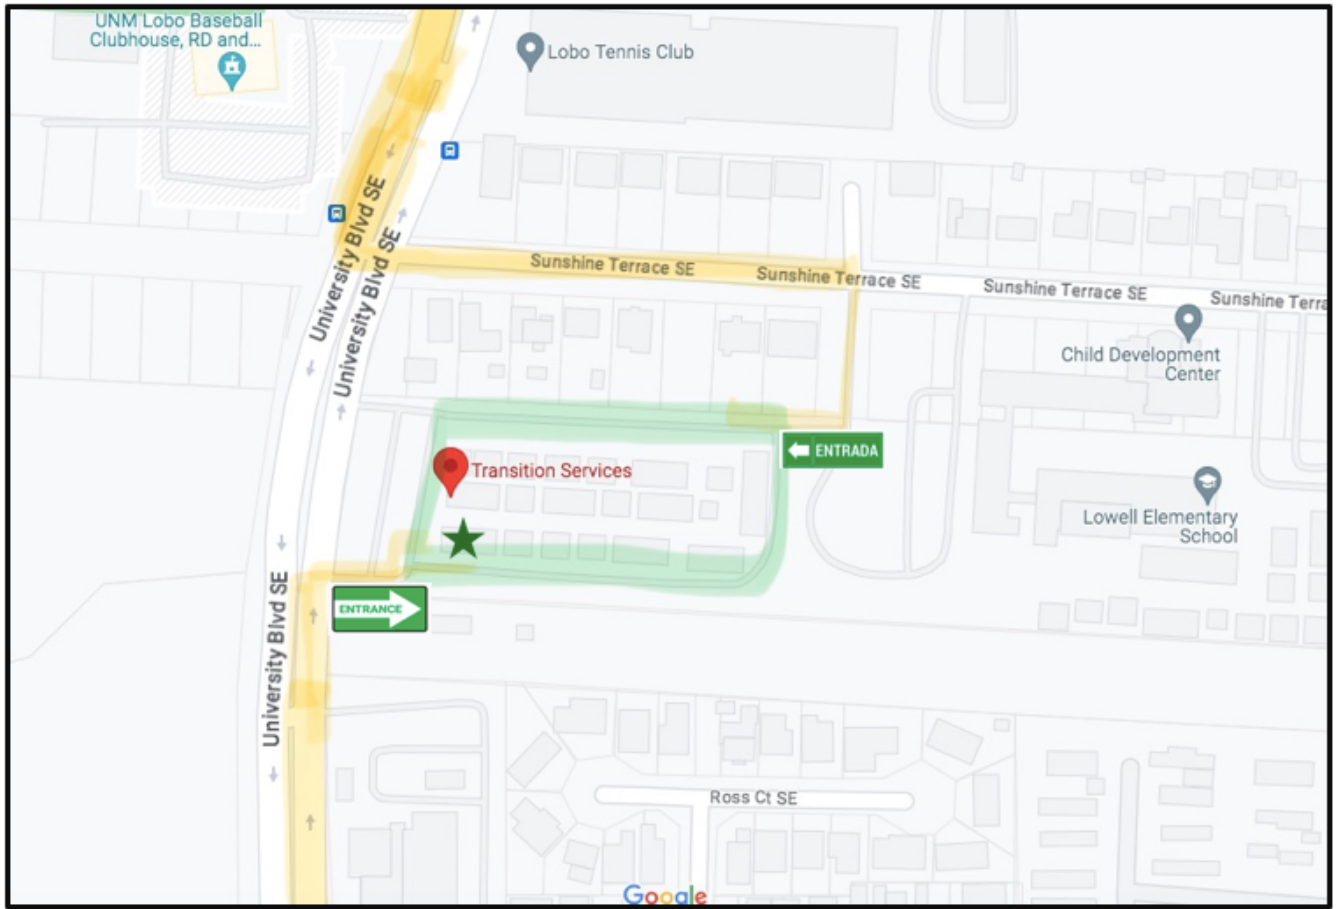 UNM Lobo Baseball
Clubhouse, RD and...
Lobo Tennis Club
University Blvd SE
University Blvd SE
Sunshine Terrace SE
Sunshine Terrace SE
Sunshine Terrace SE
Sunshine Terra
Child Development
Center
ENTRADA
Transition Services
Lowell Elementary
School
ENTRANCE
University Blvd SE
Ross Ct SE
Google